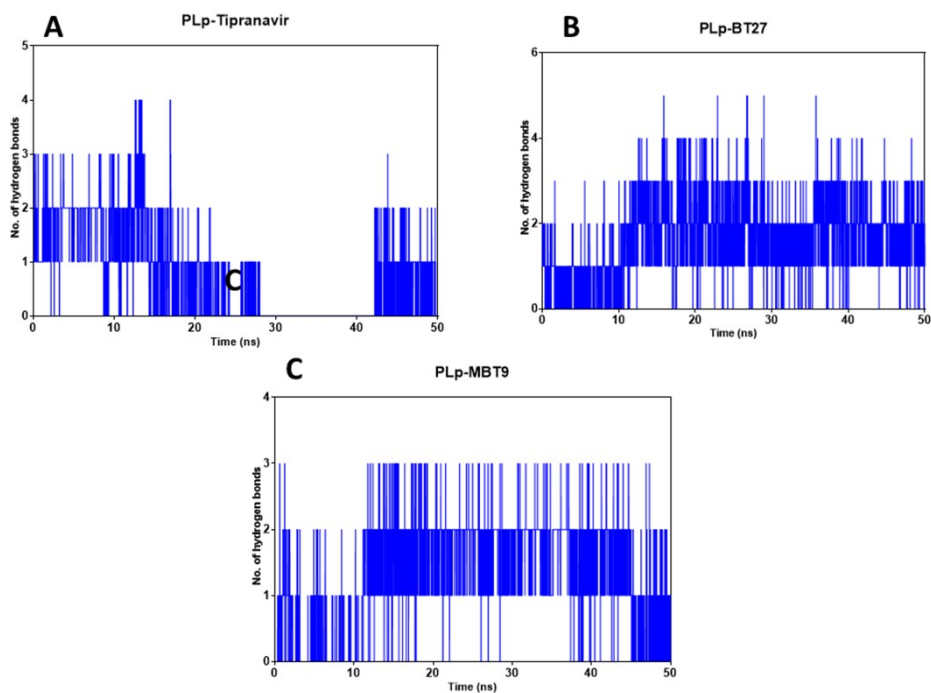 A
PLp-Tipranavir
5
4
3
2
1
0
No. of hydrogen bonds
C
0 10 20 30 40 50
Time (ns)
B
PLp-BT27
6
4
2
0
No. of hydrogen bonds
0 10 20 30 40 50
Time (ns)
C
PLp-MBT9
4
3
2
1
0
No. of hydrogen bonds
0 10 20 30 40 50
Time (ns)